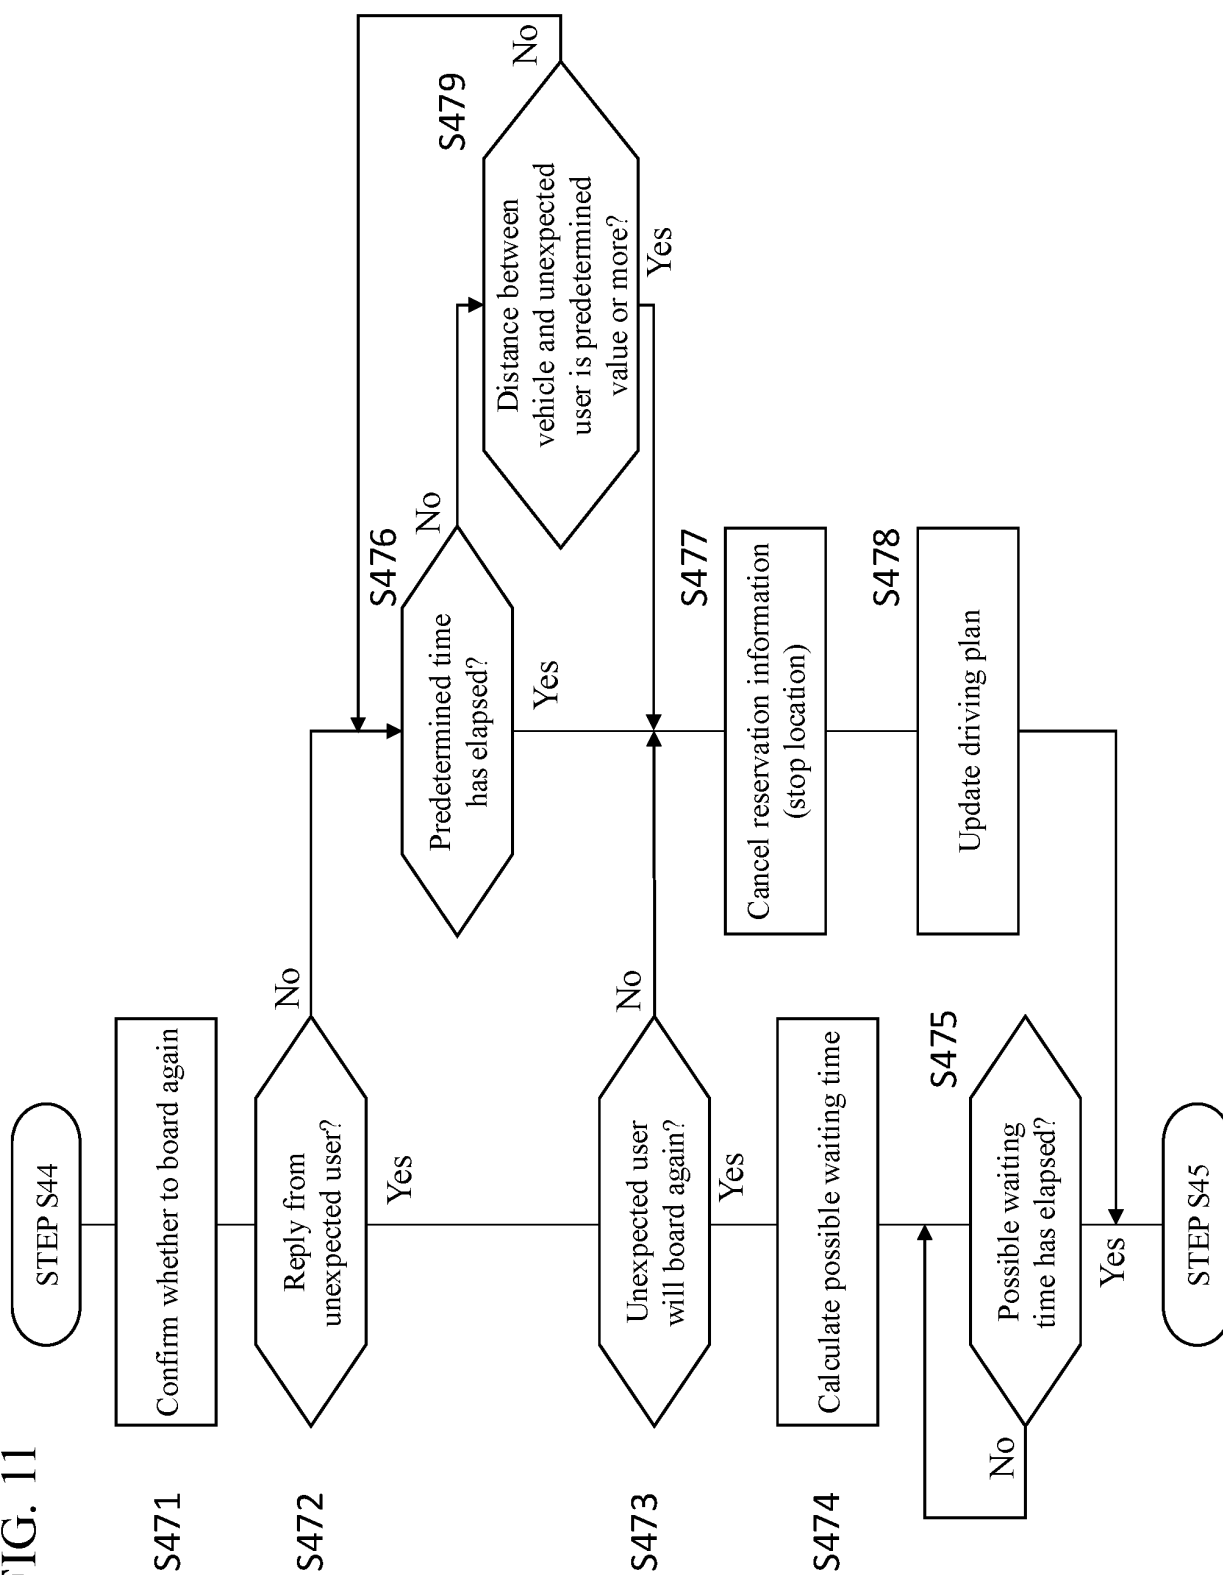 FIG. 11
STEP S44
S471
Confirm whether to board again
S472
Reply from
unexpected user?
No
Yes
S476
Predetermined time
has elapsed?
No
Yes
S479
Distance between
vehicle and unexpected
user is predetermined
value or more?
No
Yes
S473
Unexpected user
will board again?
No
Yes
S477
Cancel reservation information
(stop location)
S474
Calculate possible waiting time
S478
Update driving plan
S475
Possible waiting
time has elapsed?
No
Yes
STEP S45